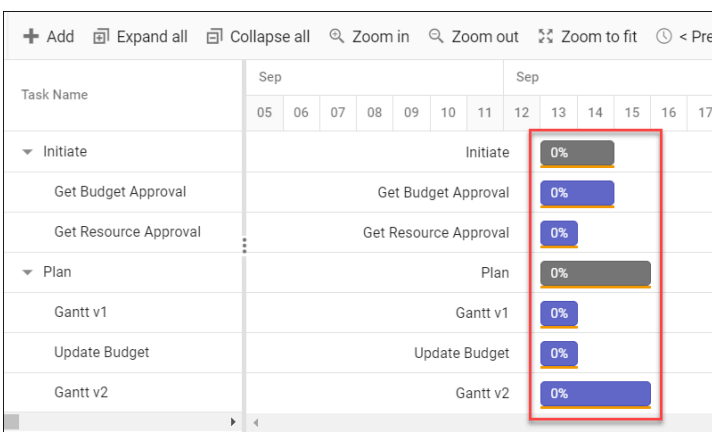 Add Expand all Collapse all Zoom in Zoom out Zoom to fit < Pre
Task Name
Sep Sep
05 06 07 08 09 10 11 12 13 14 15 16 17
Initiate Initiate 0%
Get Budget Approval Get Budget Approval 0%
Get Resource Approval Get Resource Approval 0%
Plan Plan 0%
Gantt v1 Gantt v1 0%
Update Budget Update Budget 0%
Gantt v2 Gantt v2 0%